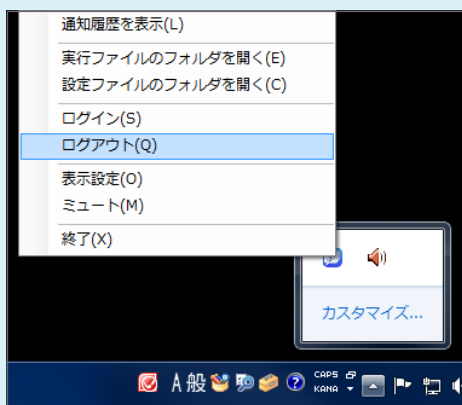 通知履歴を表示(L)
実行ファイルのフォルダを開く(E)
設定ファイルのフォルダを開く(C)
ログイン(S)
ログアウト(Q)
表示設定(O)
ミュート(M)
終了(X)
カスタマイズ...
A 般
CAPS
KANA